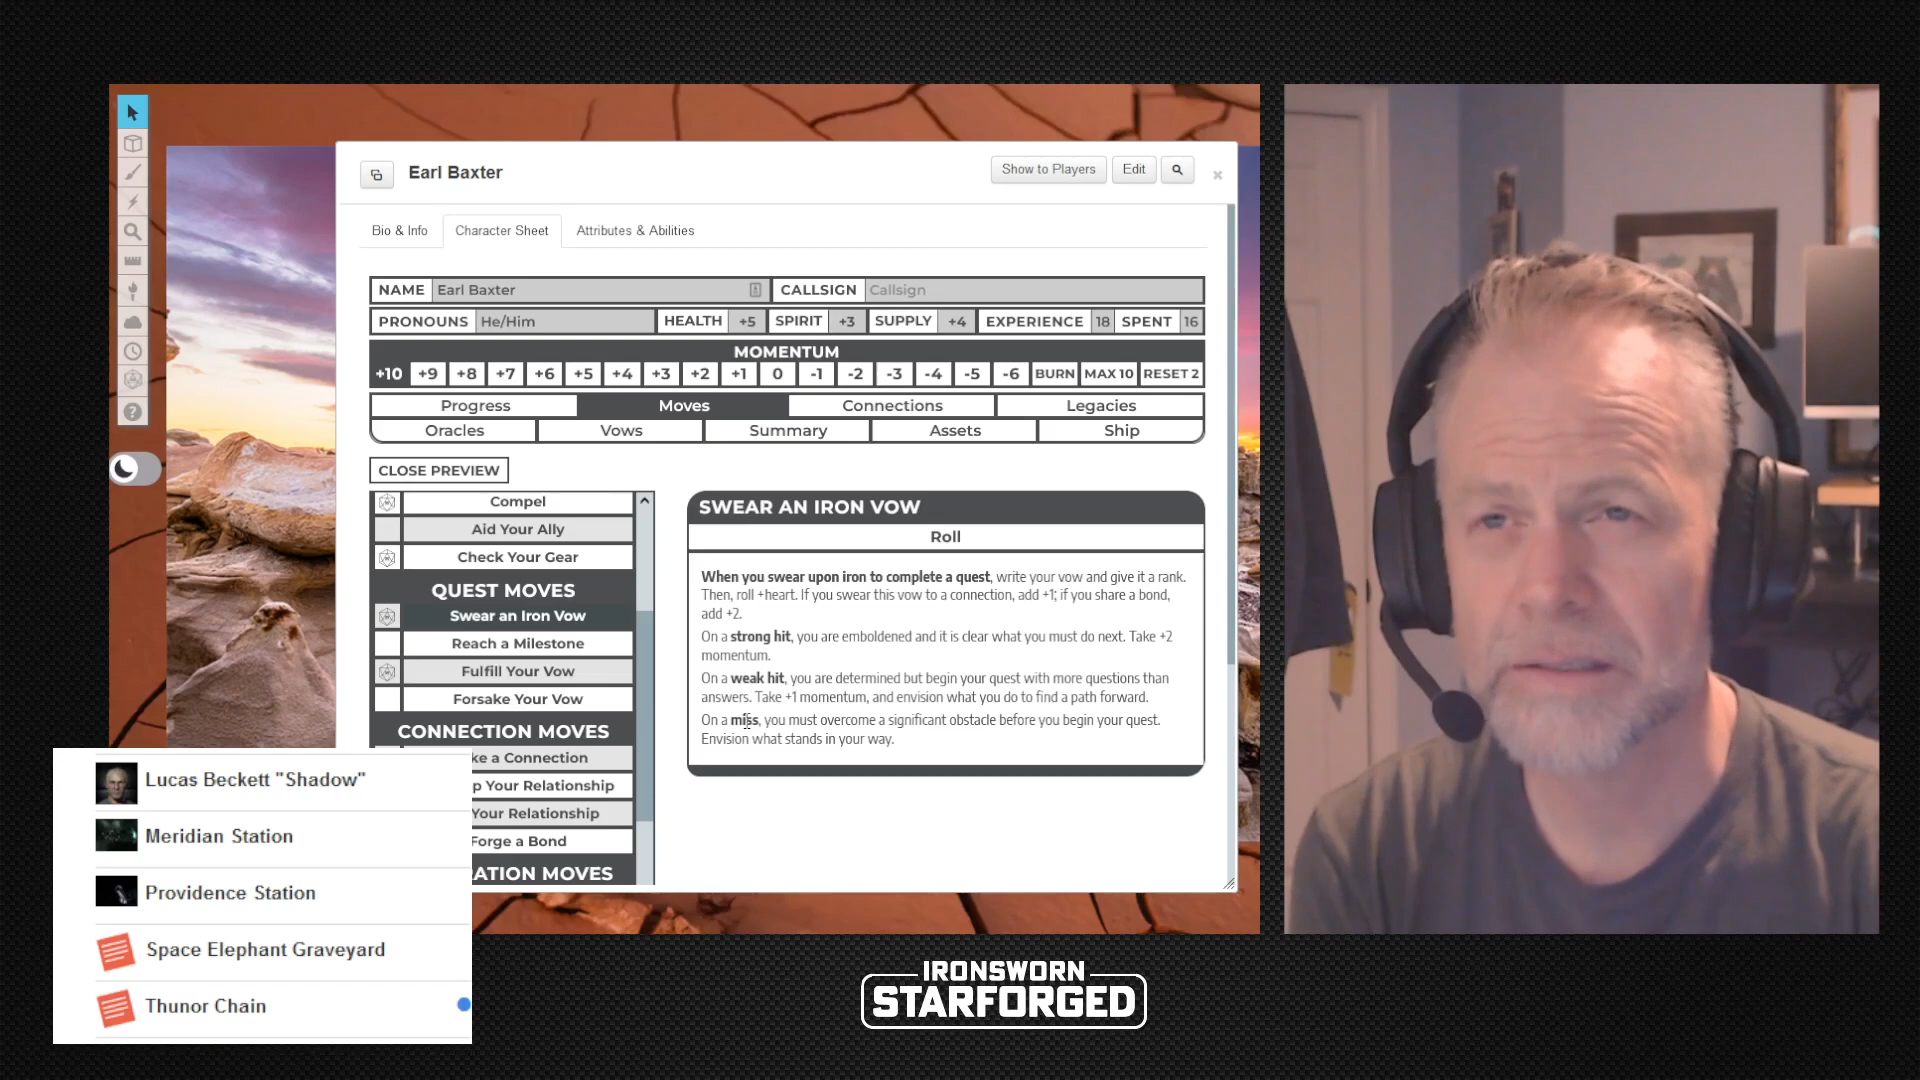 Earl Baxter
Show to Players
Edit
Bio & Info
Character Sheet
Attributes & Abilities
NAME Earl Baxter
CALLSIGN Callsign
PRONOUNS He/Him
HEALTH +5
SPIRIT +3
SUPPLY +4
EXPERIENCE 18
SPENT 16
MOMENTUM
+10 +9 +8 +7 +6 +5 +4 +3 +2 +1 0 -1 -2 -3 -4 -5 -6 BURN MAX 10 RESET 2
Progress Moves Connections Legacies
Oracles Vows Summary Assets Ship
CLOSE PREVIEW
Compel
Aid Your Ally
Check Your Gear
QUEST MOVES
Swear an Iron Vow
Reach a Milestone
Fulfill Your Vow
Forsake Your Vow
CONNECTION MOVES
ke a Connection
p Your Relationship
Your Relationship
Forge a Bond
ATION MOVES
SWEAR AN IRON VOW
Roll
When you swear upon iron to complete a quest, write your vow and give it a rank.
Then, roll +heart. If you swear this vow to a connection, add +1; if you share a bond,
add +2.
On a strong hit, you are emboldened and it is clear what you must do next. Take +2
momentum.
On a weak hit, you are determined but begin your quest with more questions than
answers. Take +1 momentum, and envision what you do to find a path forward.
On a miss, you must overcome a significant obstacle before you begin your quest.
Envision what stands in your way.
Lucas Beckett "Shadow"
Meridian Station
Providence Station
Space Elephant Graveyard
Thunor Chain
IRONSWORN
STARFORGED